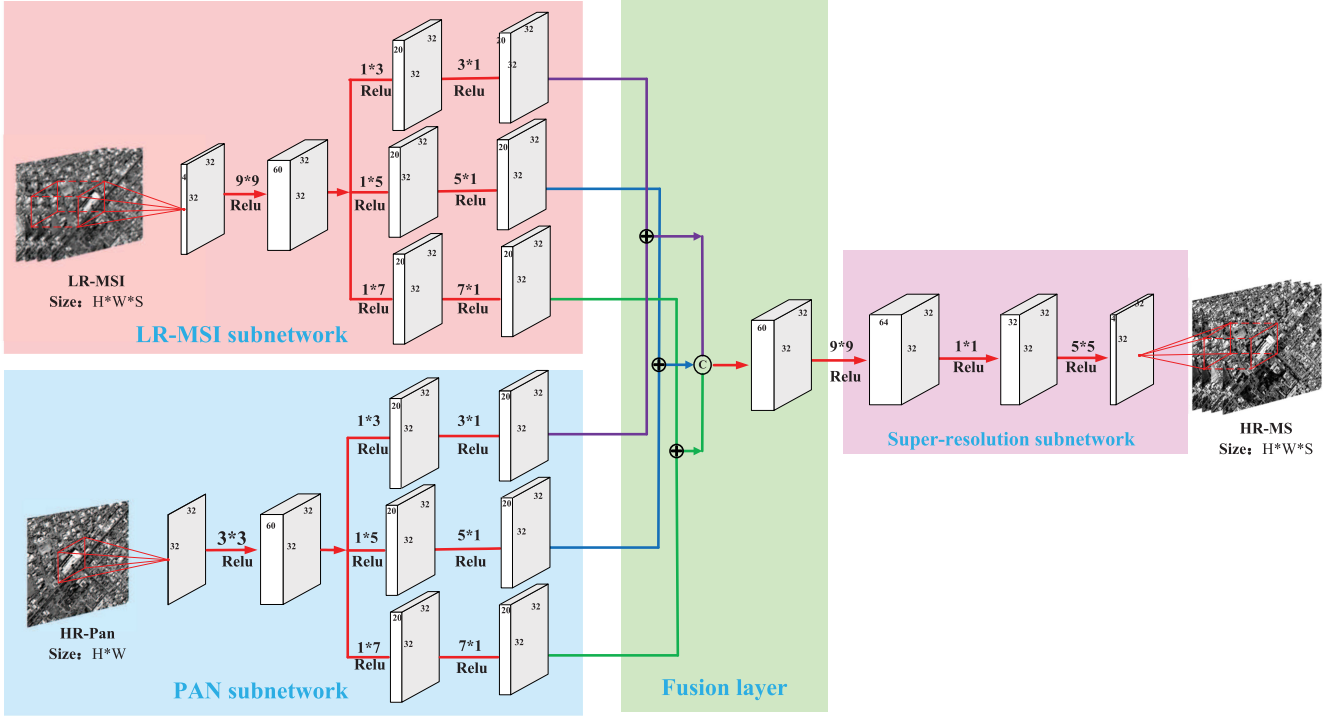 32
20
32
1*3
Relu
3*1
Relu
32
20
32
32
20
32
1*5
Relu
5*1
Relu
32
20
32
32
20
32
1*7
Relu
7*1
Relu
32
20
32
32
4
32
9*9
Relu
32
60
32
LR-MSI
Size：H*W*S
LR-MSI subnetwork
32
20
32
1*3
Relu
3*1
Relu
32
20
32
32
20
32
1*5
Relu
5*1
Relu
32
20
32
32
20
32
1*7
Relu
7*1
Relu
32
20
32
32
32
3*3
Relu
32
60
32
HR-Pan
Size：H*W
PAN subnetwork
C
32
60
32
Fusion layer
9*9
Relu
32
64
32
1*1
Relu
32
32
32
5*5
Relu
32
4
32
Super-resolution subnetwork
HR-MS
Size：H*W*S